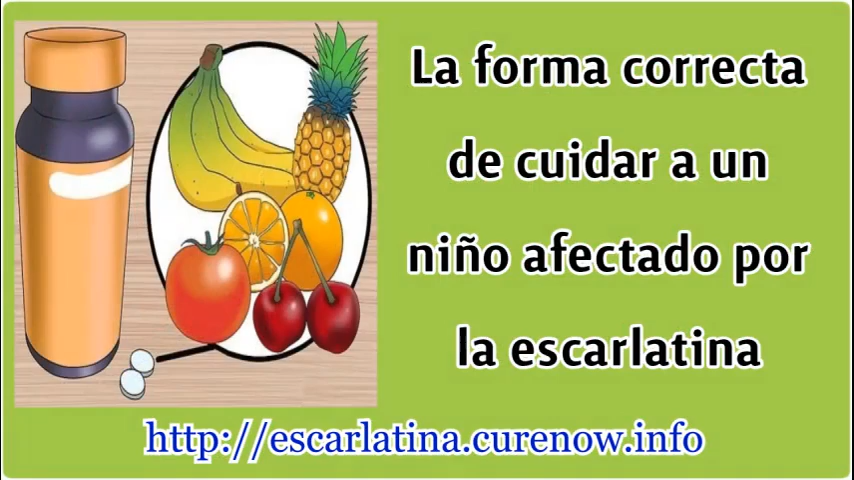 La forma correcta
de cuidar a un
niño afectado por
la escarlatina
http://escarlatina.curenow.info